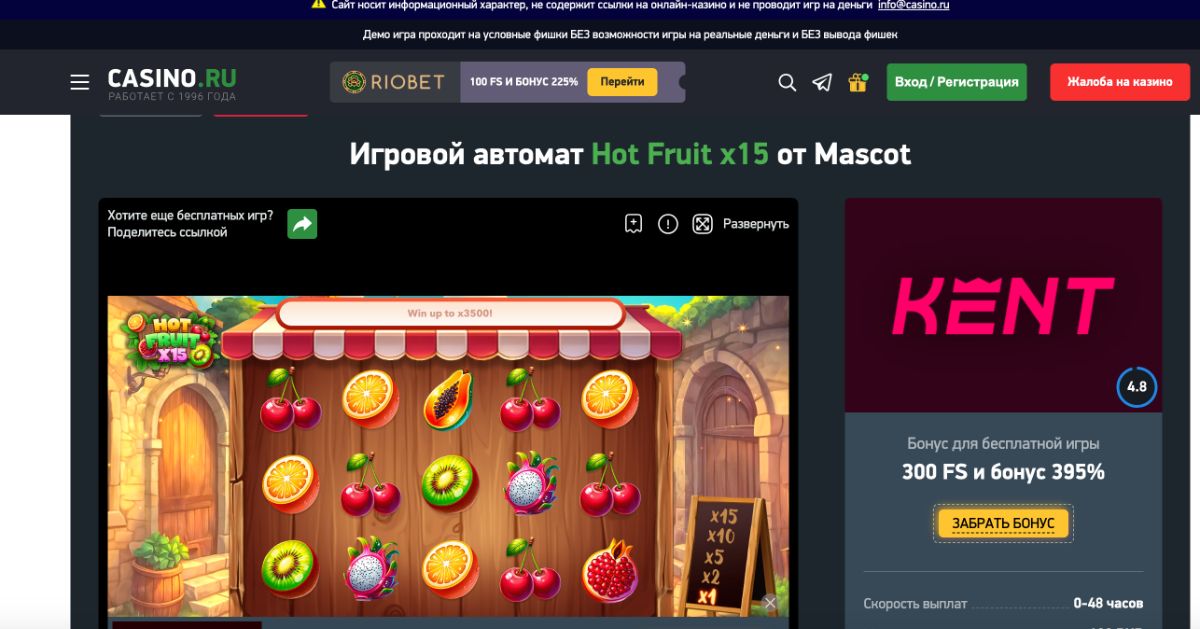 Сайт носит информационный характер, не содержит ссылки на онлайн-казино и не проводит игр на деньги info@casino.ru
Демо игра проходит на условные фишки БЕЗ возможности игры на реальные деньги и БЕЗ вывода фишек
CASINO.RU
РАБОТАЕТ С 1996 ГОДА
RIOBET 100 FS И БОНУС 225% Перейти
Вход / Регистрация
Жалоба на казино
Игровой автомат Hot Fruit x15 от Mascot
Хотите еще бесплатных игр?
Поделитесь ссылкой
Развернуть
Win up to x3500!
HOT
FRUIT
X15
x15
x10
x5
x2
x1
KENT
4.8
Бонус для бесплатной игры
300 FS и бонус 395%
ЗАБРАТЬ БОНУС
Скорость выплат 0-48 часов